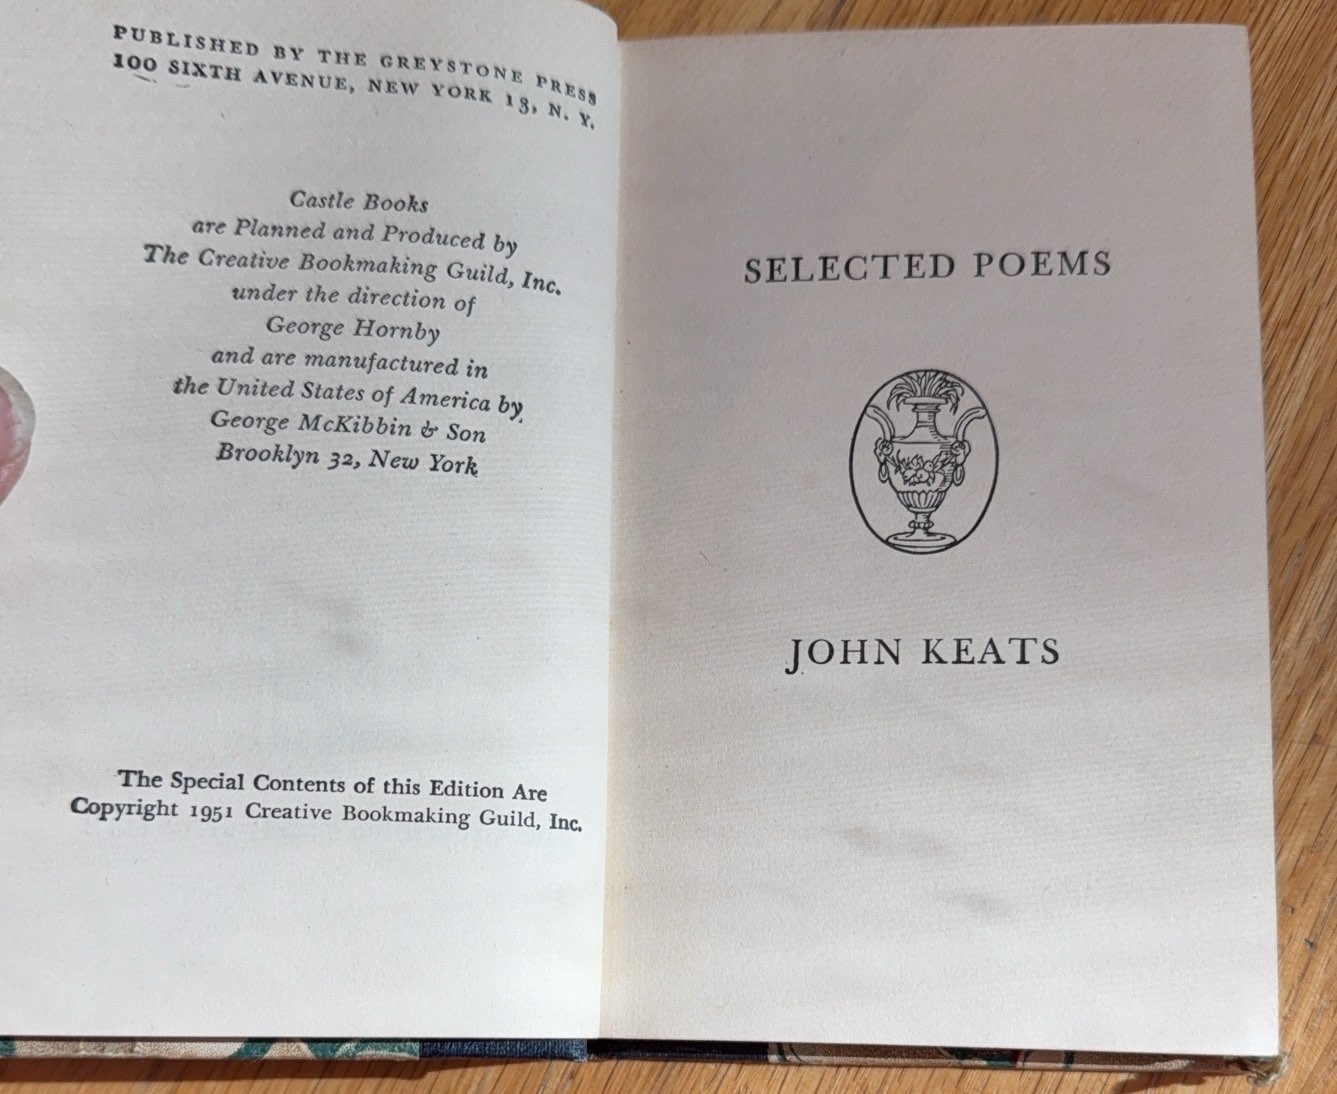 PUBLISHED BY THE GREYSTONE PRESS
100 SIXTH AVENUE, NEW YORK 13, N. Y.
Castle Books
are Planned and Produced by
The Creative Bookmaking Guild, Inc.
under the direction of
George Hornby
and are manufactured in
the United States of America by
George McKibbin & Son
Brooklyn 32, New York
The Special Contents of this Edition Are
Copyright 1951 Creative Bookmaking Guild, Inc.
SELECTED POEMS
JOHN KEATS